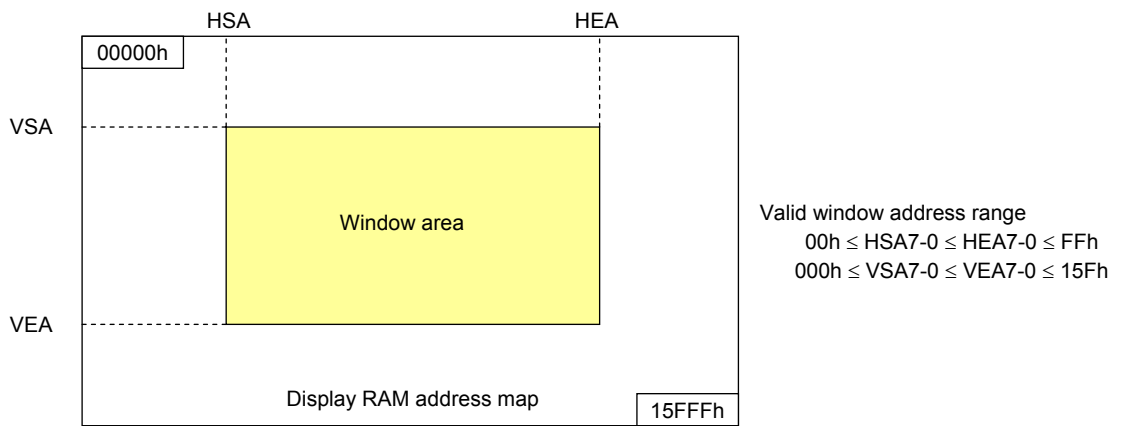 HSA HEA
00000h
VSA
Window area
Valid window address range
00h ≤ HSA7-0 ≤ HEA7-0 ≤ FFh
000h ≤ VSA7-0 ≤ VEA7-0 ≤ 15Fh
VEA
Display RAM address map
15FFFh